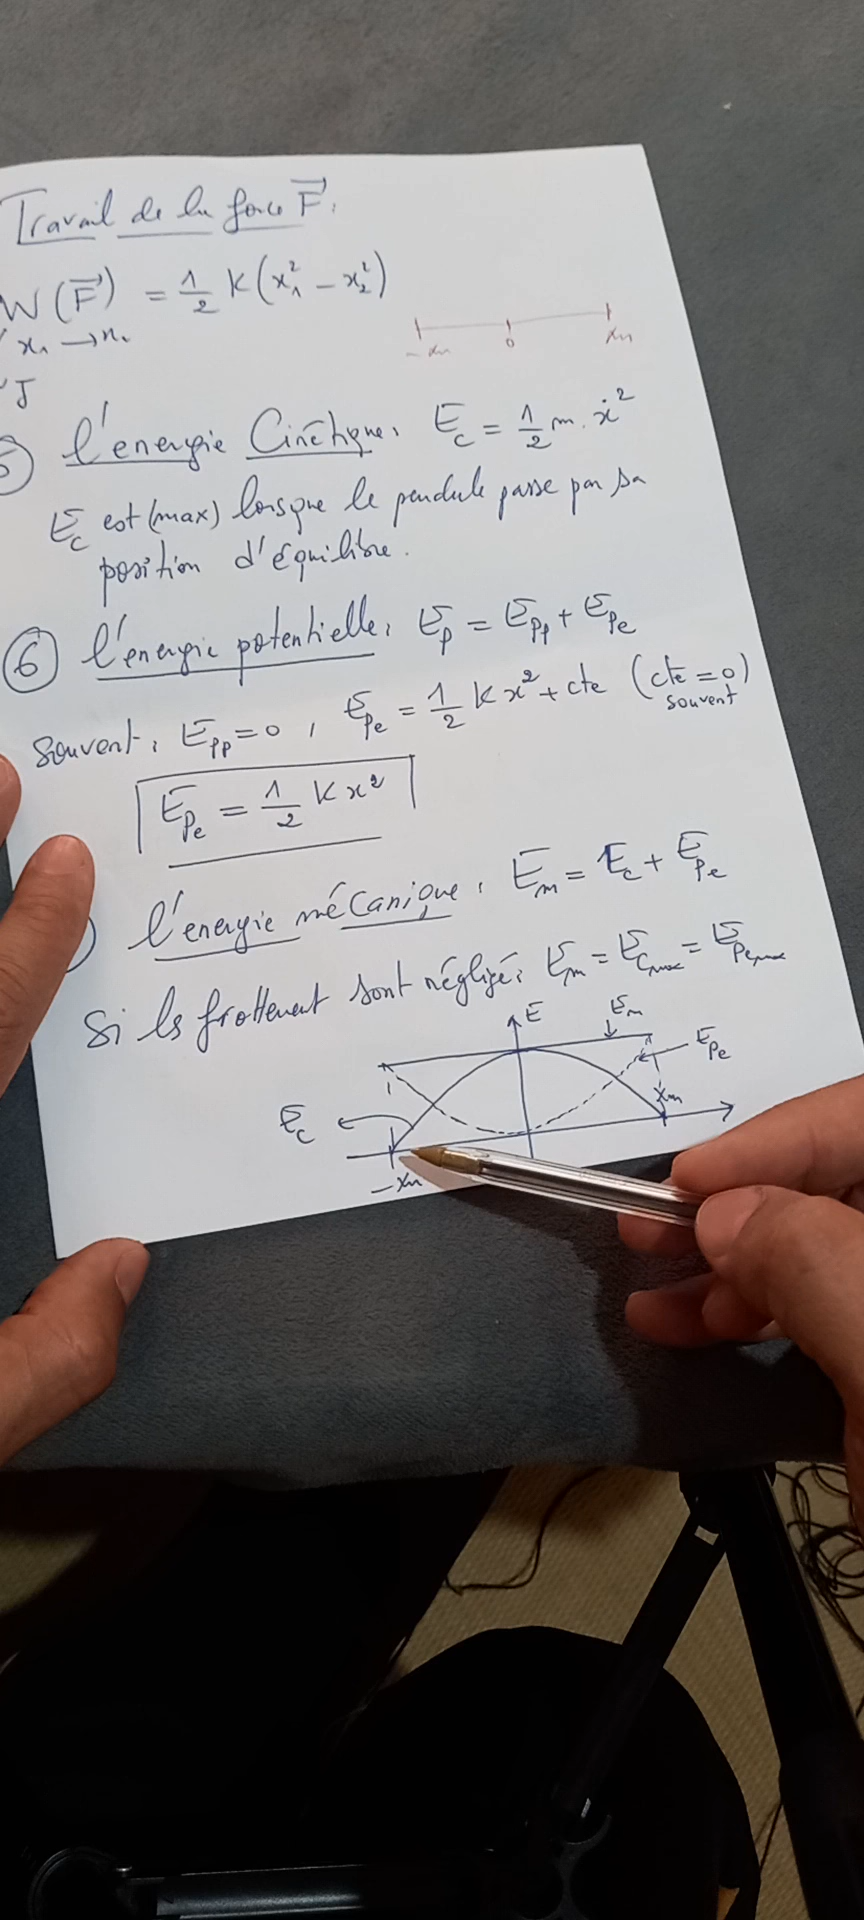 Travail de la force F⃗.
W(F⃗) = 1/2 K(x₁² - x₂²)
x₁ → x₂
J
-xm 0 xm
5 l'energie Cinétique, Ec = 1/2 m.ẋ²
Ec est (max) lorsque le pendule passe par sa
position d'équilibre.
6 l'energie potentielle, Ep = Epp + Epe
Souvent, Epp = 0, Epe = 1/2 K x² + cte (cte = 0)
souvent
Epe = 1/2 K x²
l'energie mécanique, Em = Ec + Epe
Si ls frottement sont négligé, Em = Ecmax = Epemax
E Em
Epe
Ec xm
-xm